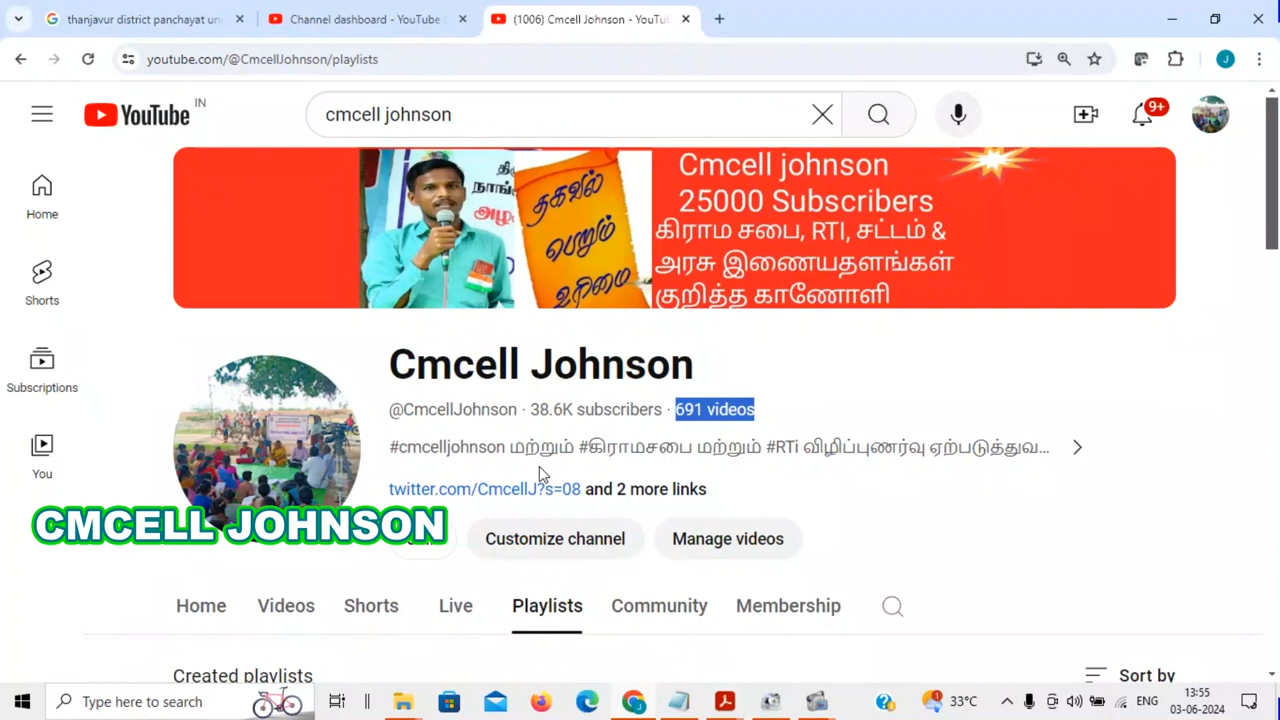 thanjavur district panchayat un
Channel dashboard - YouTube
(1006) Cmcell Johnson - YouTu
youtube.com/@CmcellJohnson/playlists
J
YouTube IN
cmcell johnson
9+
Home
Shorts
Subscriptions
You
நாங்
அழ
தகவல்
பெறும்
உரிமை
Cmcell johnson
25000 Subscribers
கிராம சபை, RTI, சட்டம் &
அரசு இணையதளங்கள்
குறித்த காணோளி
Cmcell Johnson
@CmcellJohnson · 38.6K subscribers · 691 videos
#cmcelljohnson மற்றும் #கிராமசபை மற்றும் #RTi விழிப்புணர்வு ஏற்படுத்துவ...
twitter.com/CmcellJ?s=08 and 2 more links
CMCELL JOHNSON
Customize channel
Manage videos
Home
Videos
Shorts
Live
Playlists
Community
Membership
Created playlists
Sort by
Type here to search
33°C
ENG
13:55
03-06-2024